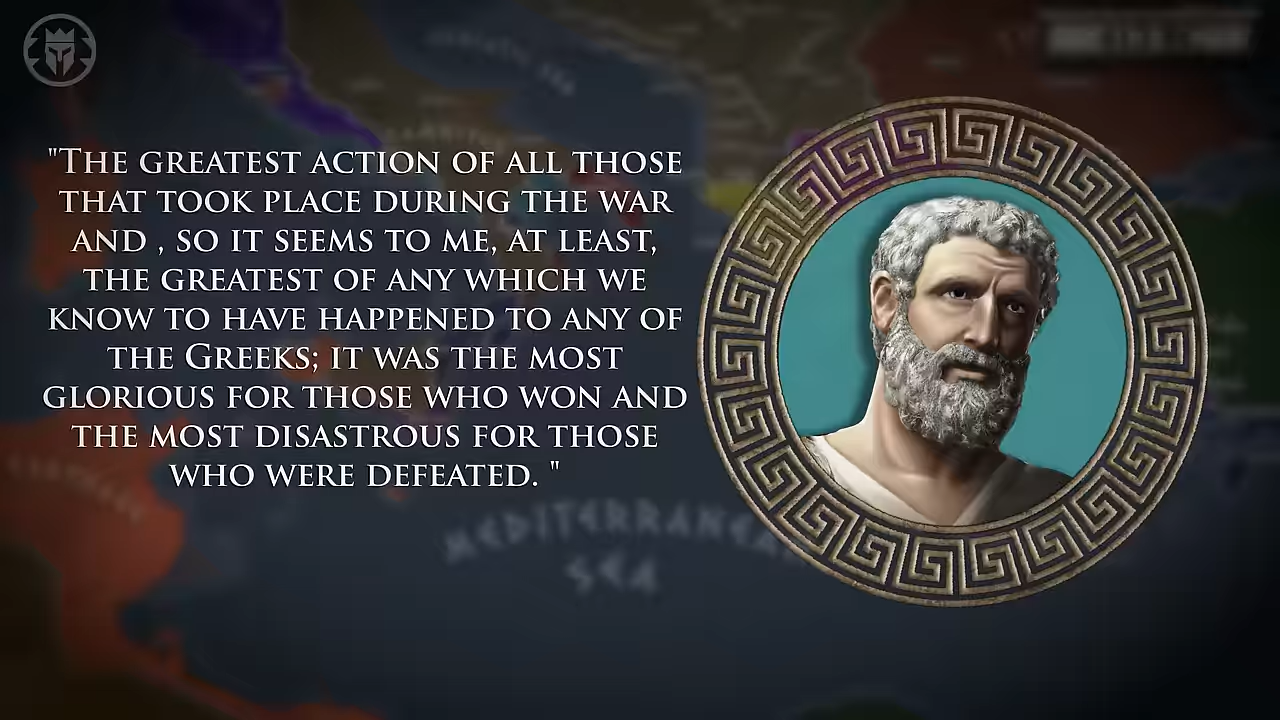 "The greatest action of all those
that took place during the war
and , so it seems to me, at least,
the greatest of any which we
know to have happened to any of
the Greeks; it was the most
glorious for those who won and
the most disastrous for those
who were defeated. "
Mediterranean
Sea